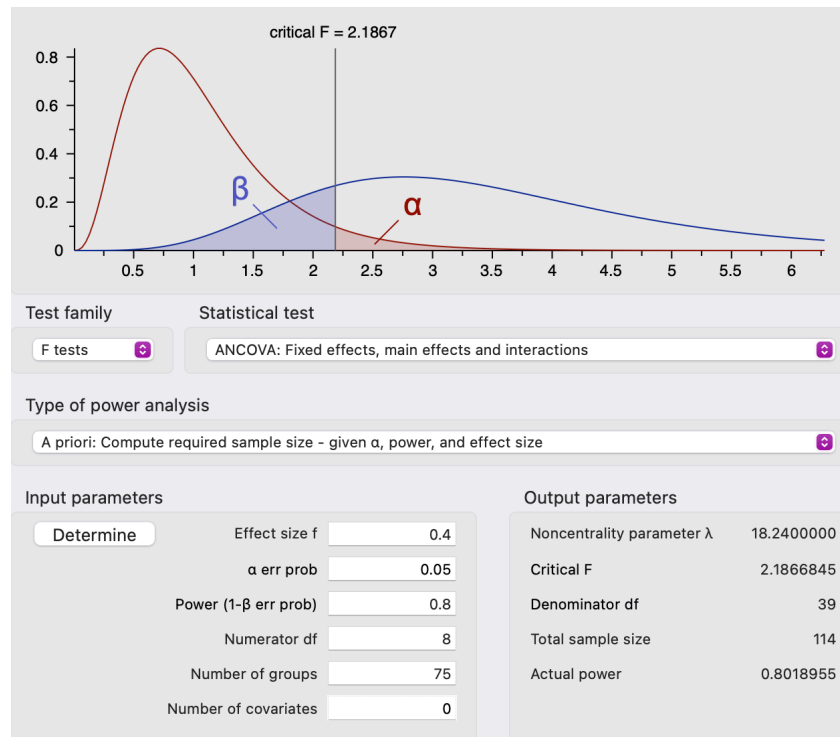 critical F = 2.1867
0.8
0.6
0.4
0.2
0
β
α
0.5 1 1.5 2 2.5 3 3.5 4 4.5 5 5.5 6
Test family Statistical test
F tests ANCOVA: Fixed effects, main effects and interactions
Type of power analysis
A priori: Compute required sample size - given α, power, and effect size
Input parameters Output parameters
Determine Effect size f 0.4 Noncentrality parameter λ 18.2400000
α err prob 0.05 Critical F 2.1866845
Power (1-β err prob) 0.8 Denominator df 39
Numerator df 8 Total sample size 114
Number of groups 75 Actual power 0.8018955
Number of covariates 0